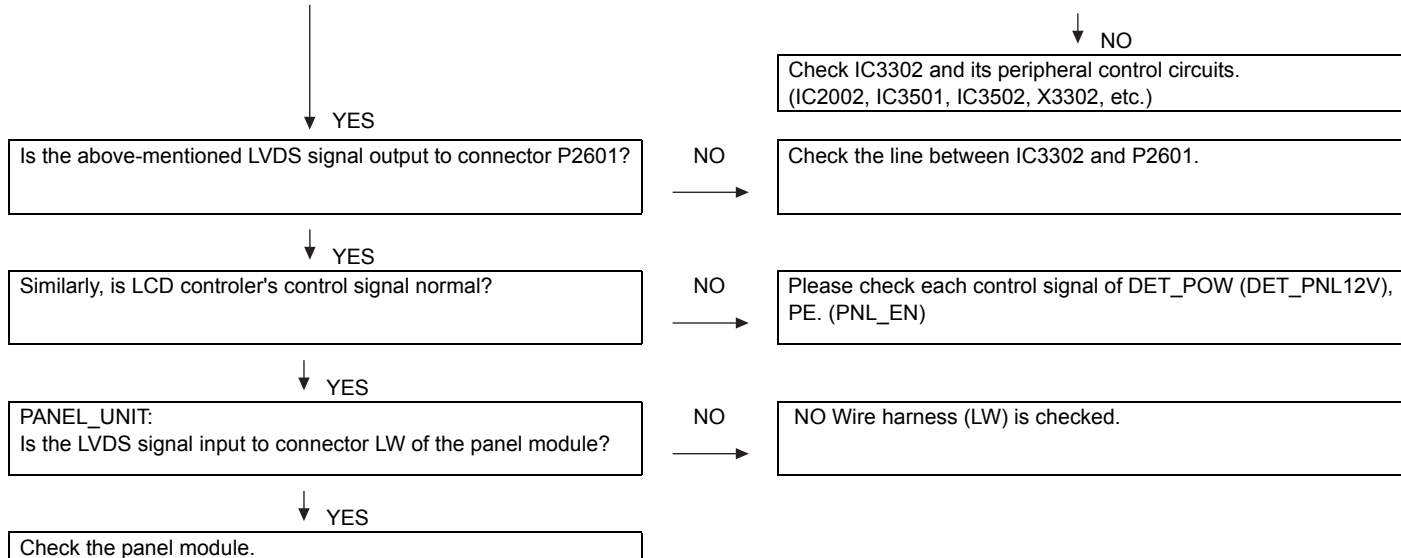 NO
Check IC3302 and its peripheral control circuits.
(IC2002, IC3501, IC3502, X3302, etc.)
YES
Is the above-mentioned LVDS signal output to connector P2601?
NO
Check the line between IC3302 and P2601.
YES
Similarly, is LCD controler's control signal normal?
NO
Please check each control signal of DET_POW (DET_PNL12V),
PE. (PNL_EN)
YES
PANEL_UNIT:
Is the LVDS signal input to connector LW of the panel module?
NO
NO Wire harness (LW) is checked.
YES
Check the panel module.